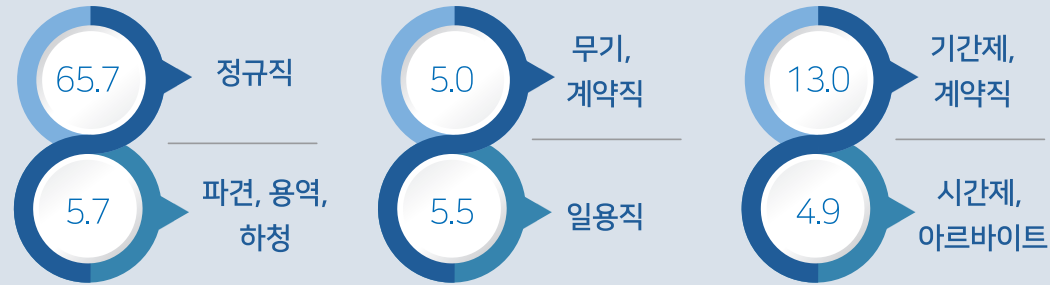 65.7
정규직
5.0
무기,
계약직
13.0
기간제,
계약직
5.7
파견, 용역,
하청
5.5
일용직
4.9
시간제,
아르바이트